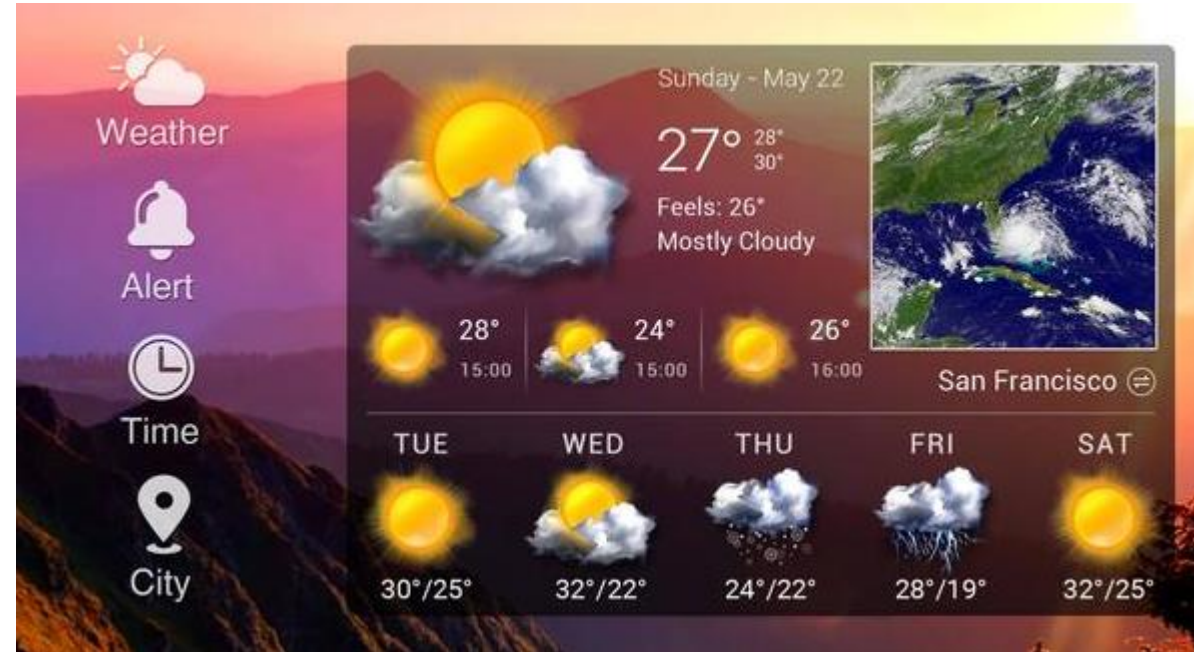 Weather
Alert
Time
City
Sunday - May 22
27° 28°
30°
Feels: 26°
Mostly Cloudy
28° 24° 26°
15:00 15:00 16:00
San Francisco
TUE WED THU FRI SAT
30°/25° 32°/22° 24°/22° 28°/19° 32°/25°